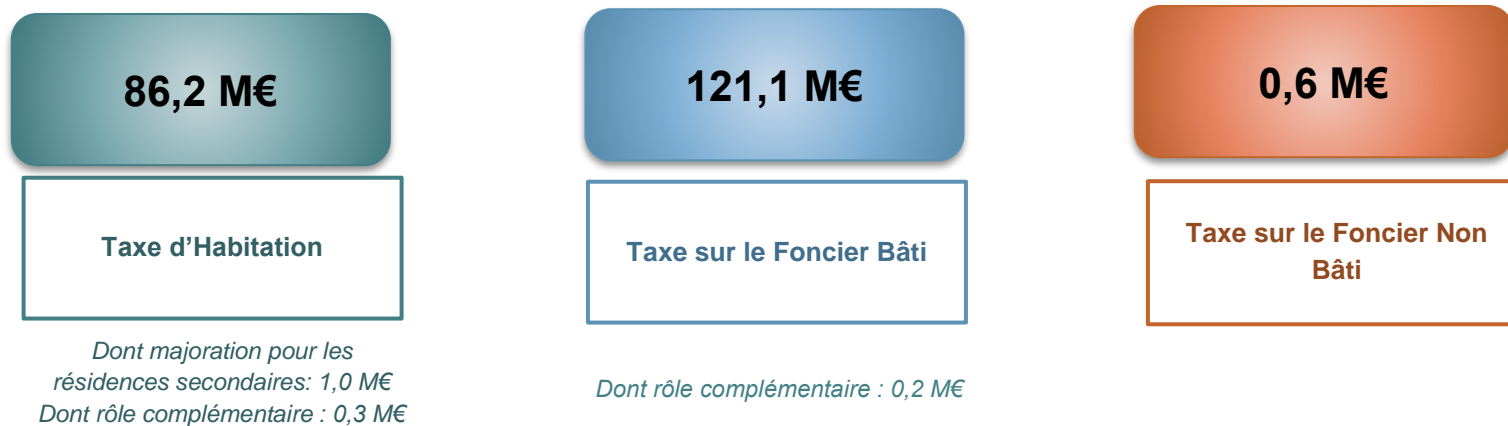 86,2 M€
121,1 M€
0,6 M€
Taxe d’Habitation
Taxe sur le Foncier Bâti
Taxe sur le Foncier Non
Bâti
Dont majoration pour les
résidences secondaires: 1,0 M€
Dont rôle complémentaire : 0,3 M€
Dont rôle complémentaire : 0,2 M€